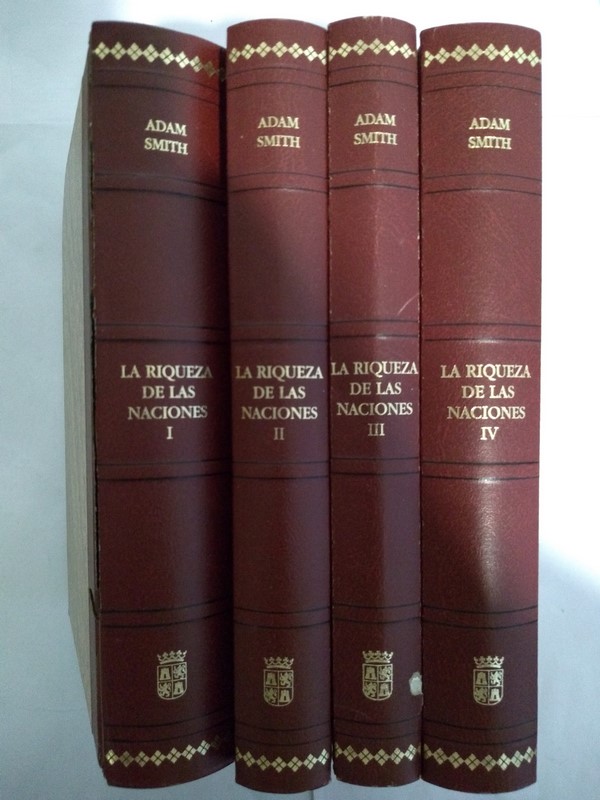 ADAM
SMITH
LA RIQUEZA
DE LAS
NACIONES
I
ADAM
SMITH
LA RIQUEZA
DE LAS
NACIONES
II
ADAM
SMITH
LA RIQUEZA
DE LAS
NACIONES
III
ADAM
SMITH
LA RIQUEZA
DE LAS
NACIONES
IV